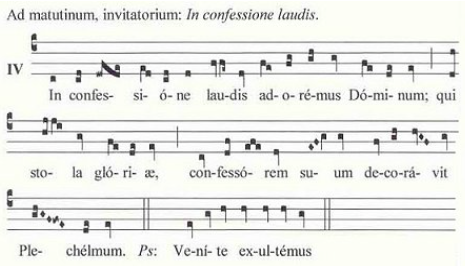 Ad matutinum, invitatorium: In confessione laudis.
IV
In confes- si- ó- ne lau- dis ad- o- ré-mus Dó- mi- num; qui
sto- la gló- ri- æ, con-fessó- rem su- um de-co-rá- vit
Ple- chélmum. Ps: Ve-ní- te ex-ul-témus